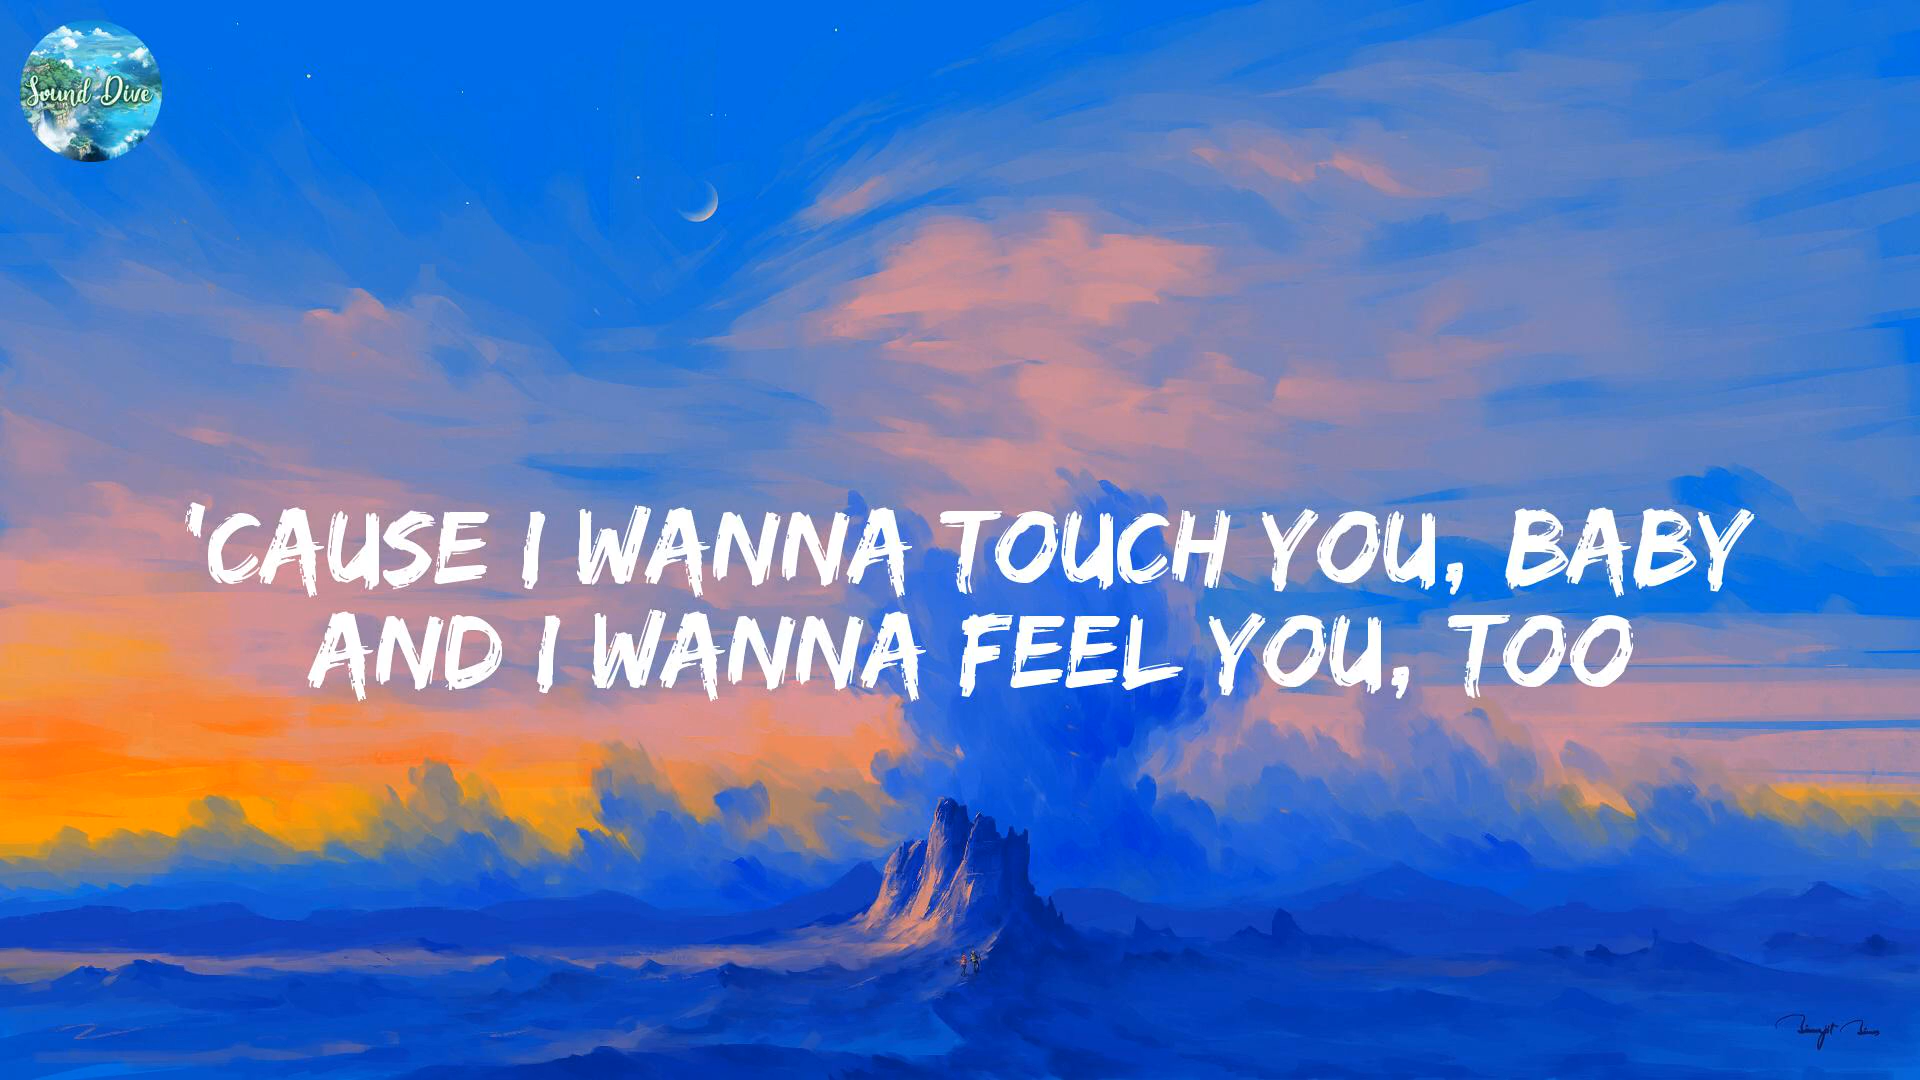 Sound Dive
'CAUSE I WANNA TOUCH YOU, BABY
AND I WANNA FEEL YOU, TOO